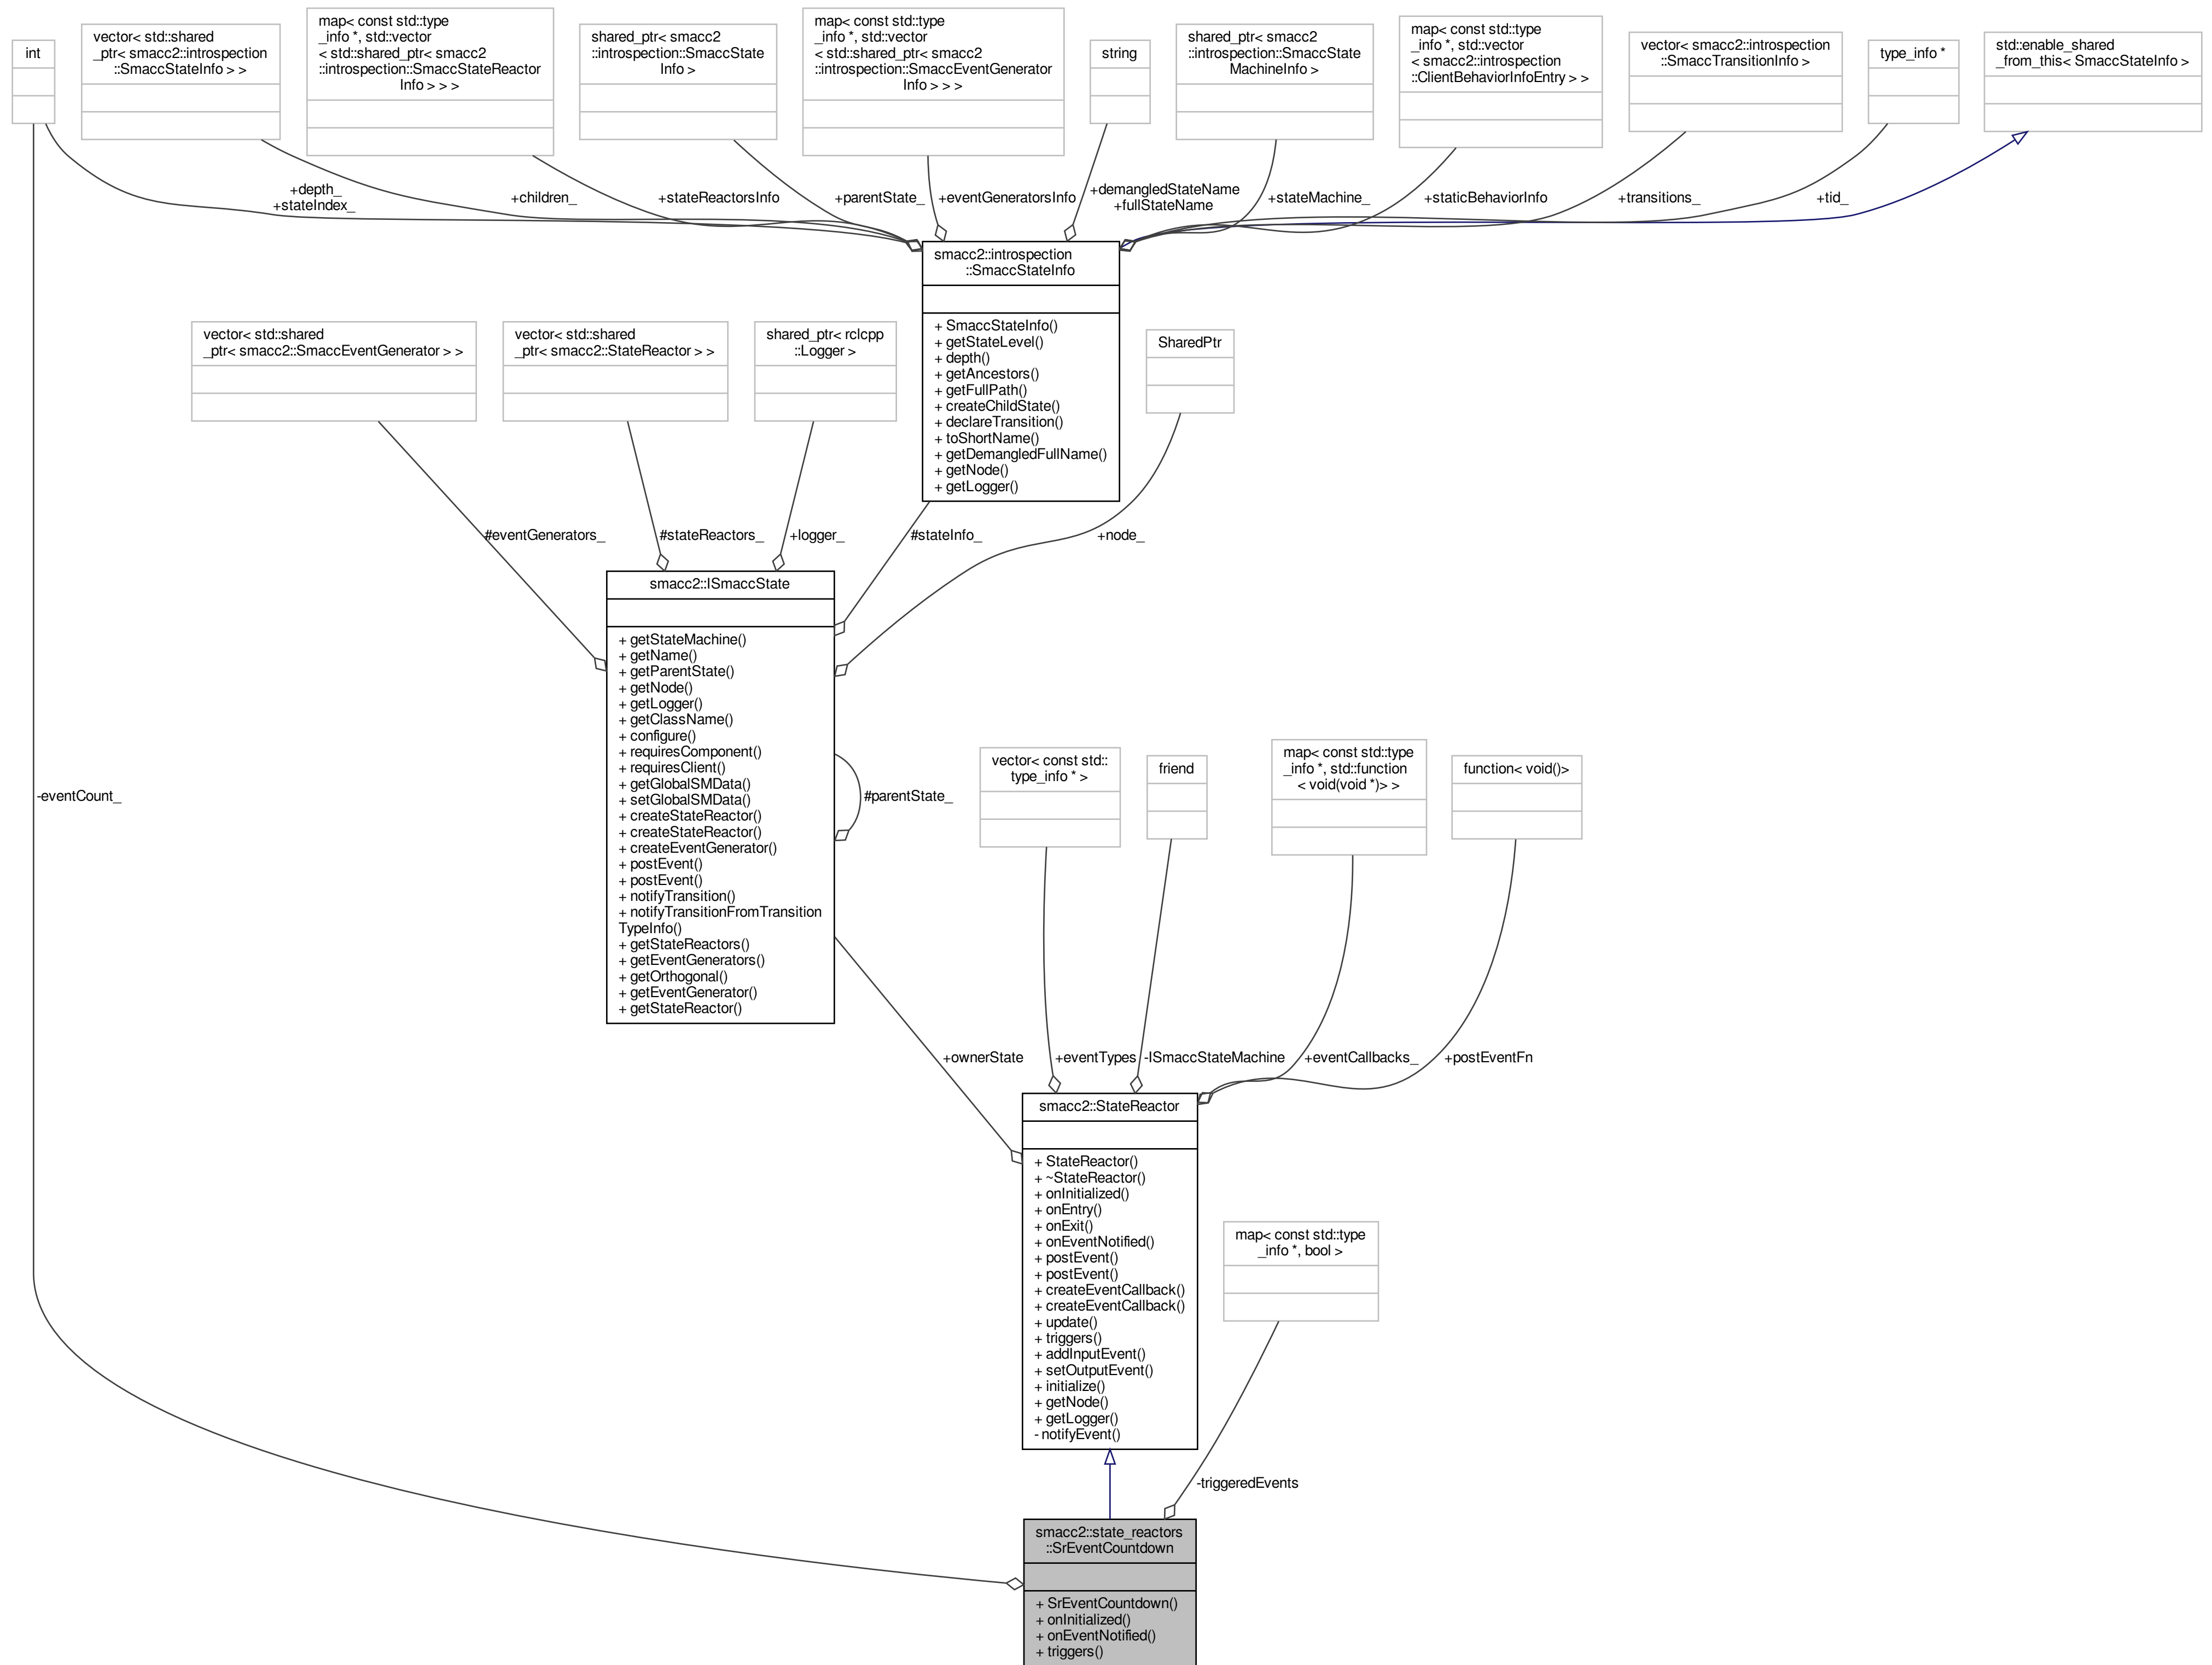 int
vector< std::shared
_ptr< smacc2::introspection
::SmaccStateInfo > >
map< const std::type
_info *, std::vector
< std::shared_ptr< smacc2
::introspection::SmaccStateReactor
Info > > >
shared_ptr< smacc2
::introspection::SmaccState
Info >
map< const std::type
_info *, std::vector
< std::shared_ptr< smacc2
::introspection::SmaccEventGenerator
Info > > >
string
shared_ptr< smacc2
::introspection::SmaccState
MachineInfo >
map< const std::type
_info *, std::vector
< smacc2::introspection
::ClientBehaviorInfoEntry > >
vector< smacc2::introspection
::SmaccTransitionInfo >
type_info *
std::enable_shared
_from_this< SmaccStateInfo >
+depth_
+stateIndex_
+children_
+stateReactorsInfo
+parentState_
+eventGeneratorsInfo
+demangledStateName
+fullStateName
+stateMachine_
+staticBehaviorInfo
+transitions_
+tid_
smacc2::introspection
::SmaccStateInfo
+ SmaccStateInfo()
+ getStateLevel()
+ depth()
+ getAncestors()
+ getFullPath()
+ createChildState()
+ declareTransition()
+ toShortName()
+ getDemangledFullName()
+ getNode()
+ getLogger()
vector< std::shared
_ptr< smacc2::SmaccEventGenerator > >
vector< std::shared
_ptr< smacc2::StateReactor > >
shared_ptr< rclcpp
::Logger >
SharedPtr
#eventGenerators_
#stateReactors_
+logger_
#stateInfo_
+node_
smacc2::ISmaccState
+ getStateMachine()
+ getName()
+ getParentState()
+ getNode()
+ getLogger()
+ getClassName()
+ configure()
+ requiresComponent()
+ requiresClient()
+ getGlobalSMData()
+ setGlobalSMData()
+ createStateReactor()
+ createStateReactor()
+ createEventGenerator()
+ postEvent()
+ postEvent()
+ notifyTransition()
+ notifyTransitionFromTransition
TypeInfo()
+ getStateReactors()
+ getEventGenerators()
+ getOrthogonal()
+ getEventGenerator()
+ getStateReactor()
#parentState_
-eventCount_
vector< const std::
type_info * >
friend
map< const std::type
_info *, std::function
< void(void *)> >
function< void()>
+ownerState
+eventTypes
-ISmaccStateMachine
+eventCallbacks_
+postEventFn
smacc2::StateReactor
+ StateReactor()
+ ~StateReactor()
+ onInitialized()
+ onEntry()
+ onExit()
+ onEventNotified()
+ postEvent()
+ postEvent()
+ createEventCallback()
+ createEventCallback()
+ update()
+ triggers()
+ addInputEvent()
+ setOutputEvent()
+ initialize()
+ getNode()
+ getLogger()
- notifyEvent()
map< const std::type
_info *, bool >
-triggeredEvents
smacc2::state_reactors
::SrEventCountdown
+ SrEventCountdown()
+ onInitialized()
+ onEventNotified()
+ triggers()